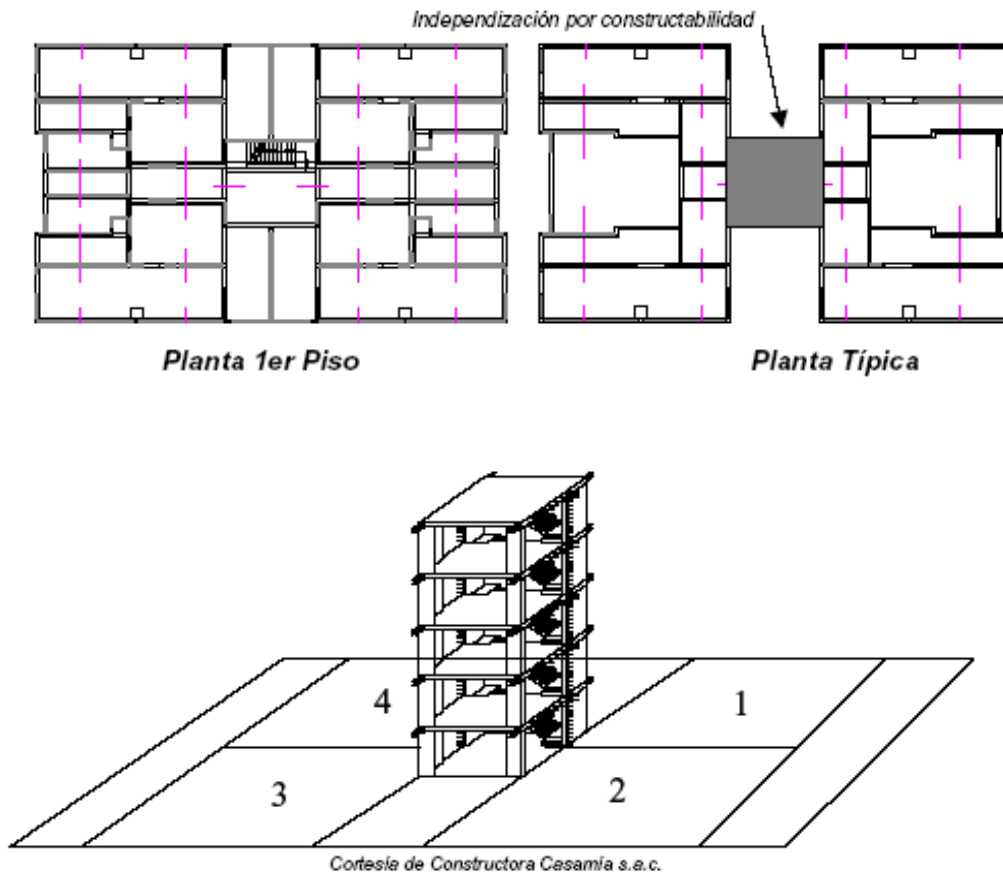 Independización por constructabilidad
Planta 1er Piso
Planta Típica
4
1
3
2
Cortesía de Constructora Casamía s.a.c.